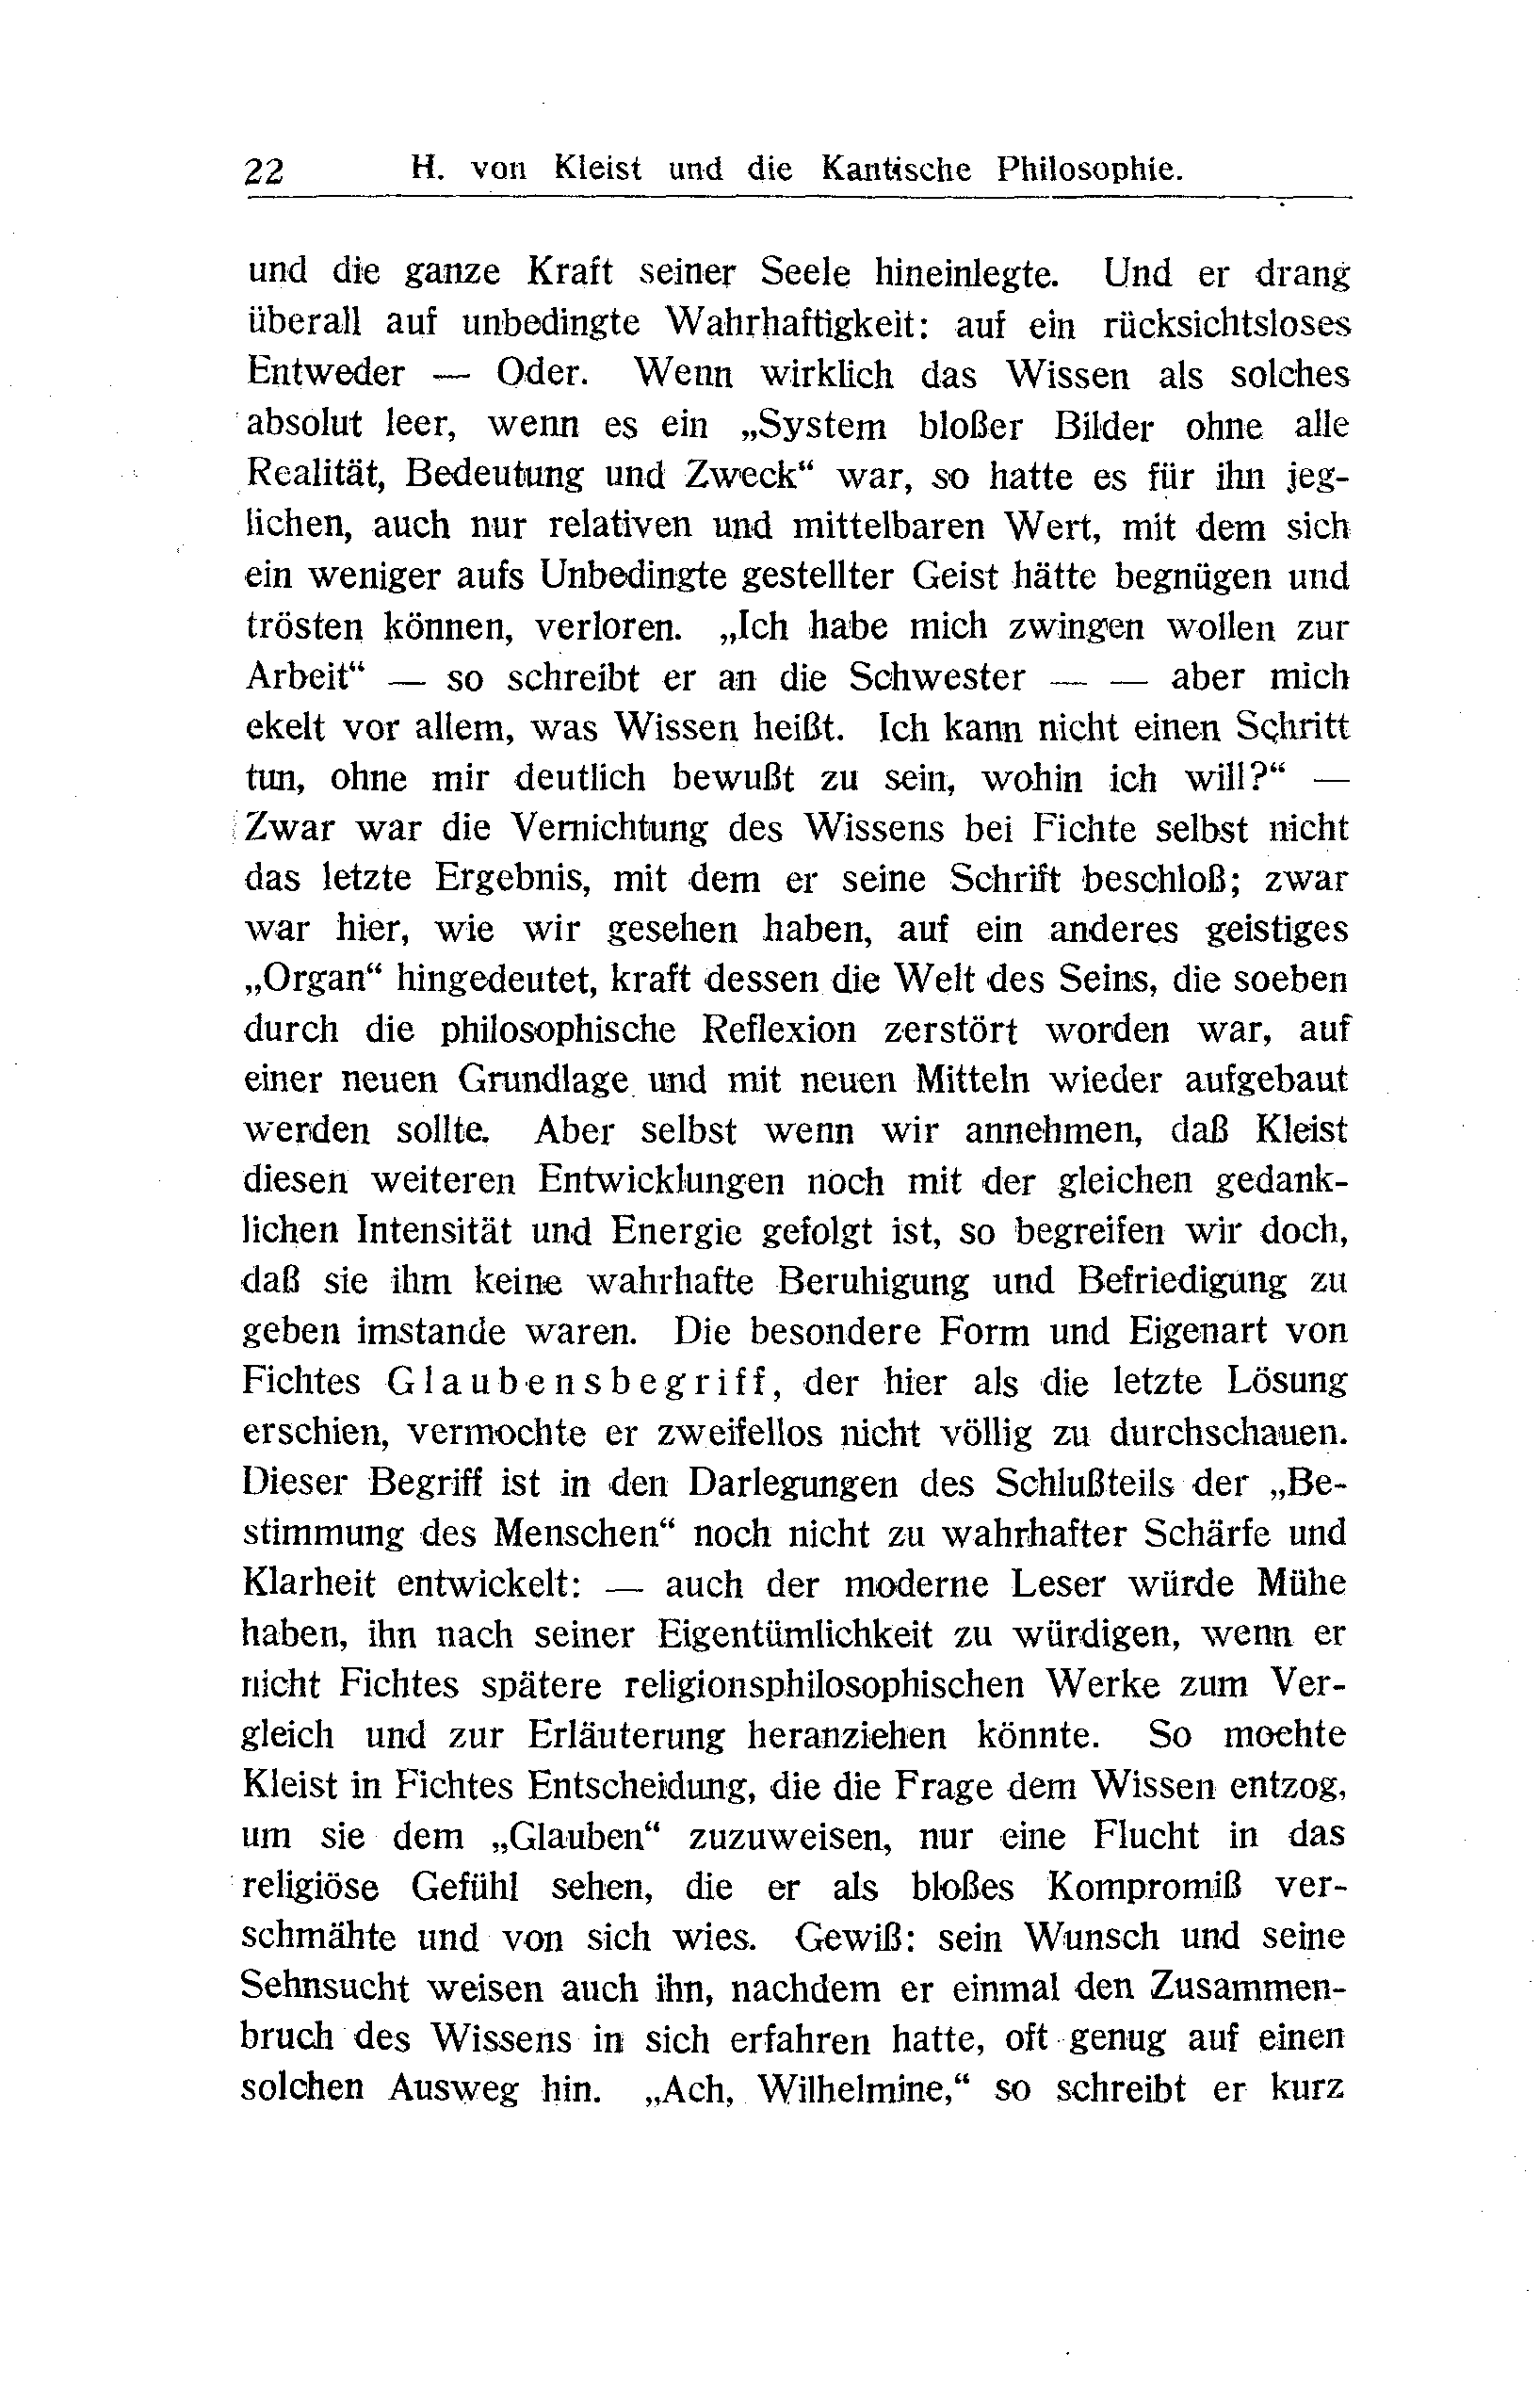 22 H. von Kleist und die Kantische Philosophie.
und die ganze Kraft seiner Seele hineinlegte. Und er drang
überall auf unbedingte Wahrhaftigkeit: auf ein rücksichtsloses
Entweder — Oder. Wenn wirklich das Wissen als solches
absolut leer, wenn es ein „System bloßer Bilder ohne alle
Realität, Bedeutung und Zweck“ war, so hatte es für ihn jeg-
lichen, auch nur relativen und mittelbaren Wert, mit dem sich
ein weniger aufs Unbedingte gestellter Geist hätte begnügen und
trösten können, verloren. „Ich habe mich zwingen wollen zur
Arbeit“ — so schreibt er an die Schwester — — aber mich
ekelt vor allem, was Wissen heißt. Ich kann nicht einen Schritt
tun, ohne mir deutlich bewußt zu sein, wohin ich will?“ —
Zwar war die Vernichtung des Wissens bei Fichte selbst nicht
das letzte Ergebnis, mit dem er seine Schrift beschloß; zwar
war hier, wie wir gesehen haben, auf ein anderes geistiges
„Organ“ hingedeutet, kraft dessen die Welt des Seins, die soeben
durch die philosophische Reflexion zerstört worden war, auf
einer neuen Grundlage und mit neuen Mitteln wieder aufgebaut
werden sollte. Aber selbst wenn wir annehmen, daß Kleist
diesen weiteren Entwicklungen noch mit der gleichen gedank-
lichen Intensität und Energie gefolgt ist, so begreifen wir doch,
daß sie ihm keine wahrhafte Beruhigung und Befriedigung zu
geben imstande waren. Die besondere Form und Eigenart von
Fichtes Glaubensbegriff, der hier als die letzte Lösung
erschien, vermochte er zweifellos nicht völlig zu durchschauen.
Dieser Begriff ist in den Darlegungen des Schlußteils der „Be-
stimmung des Menschen“ noch nicht zu wahrhafter Schärfe und
Klarheit entwickelt: — auch der moderne Leser würde Mühe
haben, ihn nach seiner Eigentümlichkeit zu würdigen, wenn er
nicht Fichtes spätere religionsphilosophischen Werke zum Ver-
gleich und zur Erläuterung heranziehen könnte. So mochte
Kleist in Fichtes Entscheidung, die die Frage dem Wissen entzog,
um sie dem „Glauben“ zuzuweisen, nur eine Flucht in das
religiöse Gefühl sehen, die er als bloßes Kompromiß ver-
schmähte und von sich wies. Gewiß: sein Wunsch und seine
Sehnsucht weisen auch ihn, nachdem er einmal den Zusammen-
bruch des Wissens in sich erfahren hatte, oft genug auf einen
solchen Ausweg hin. „Ach, Wilhelmine,“ so schreibt er kurz